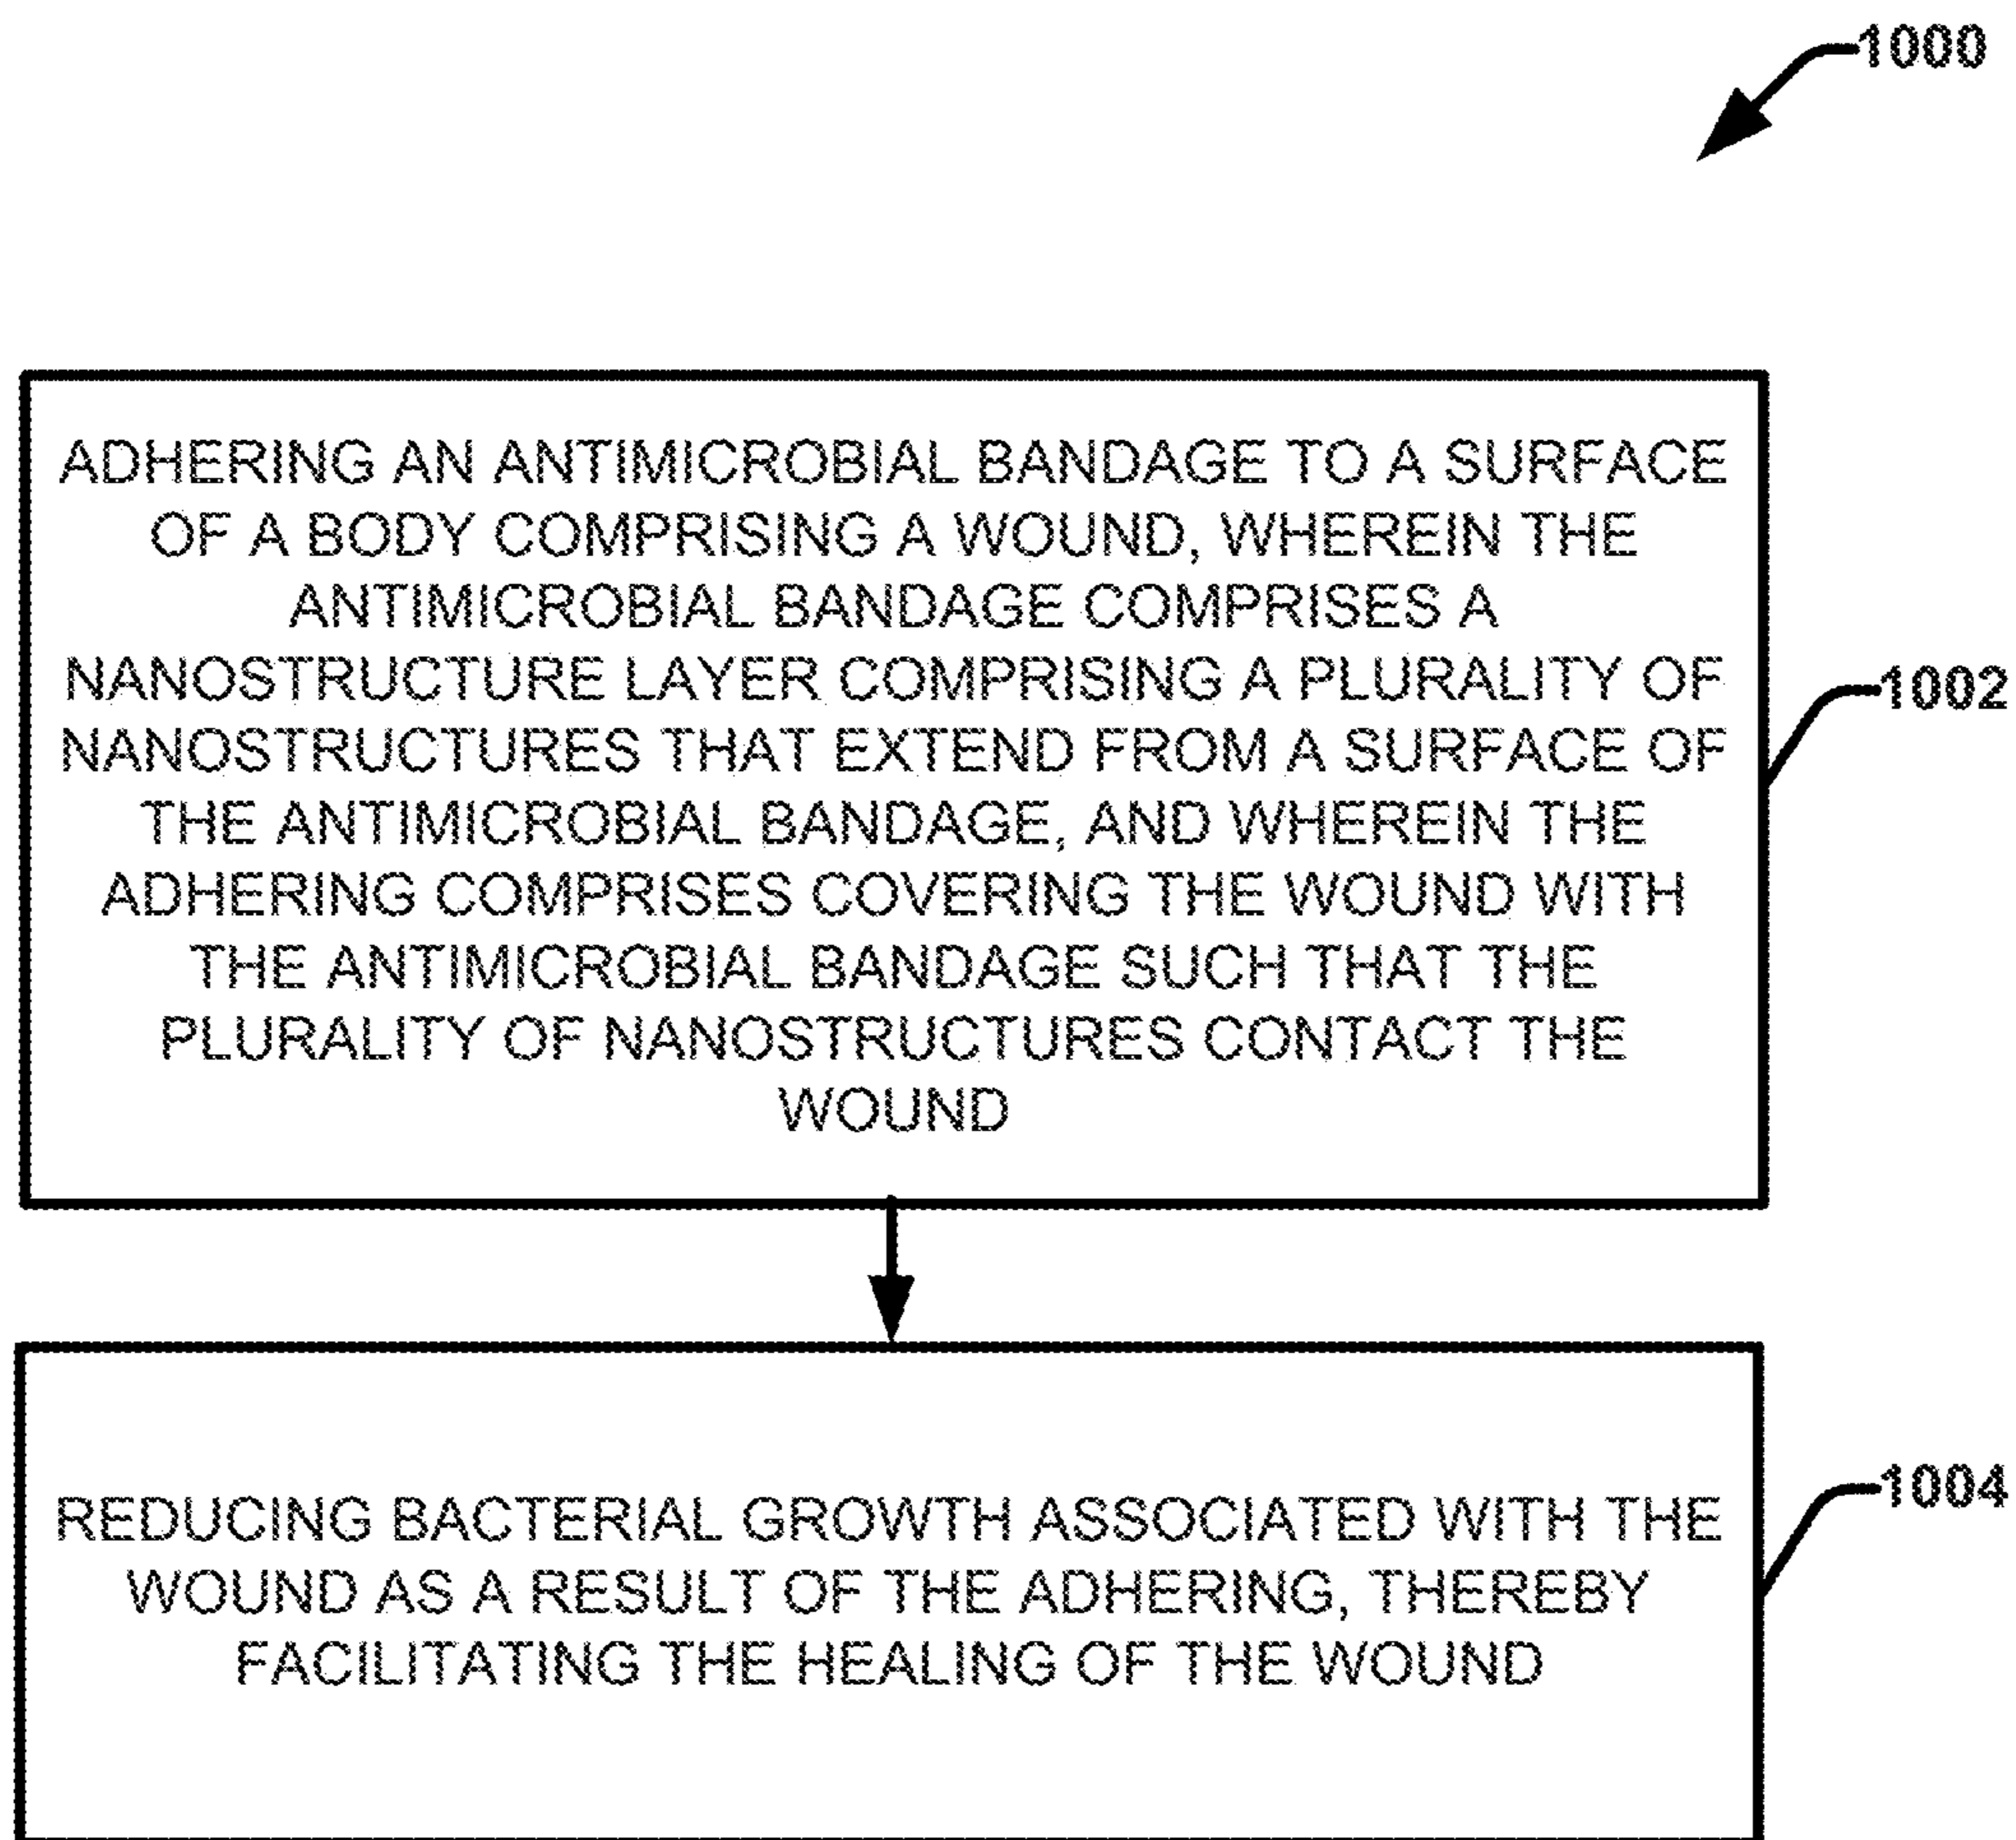 1000
ADHERING AN ANTIMICROBIAL BANDAGE TO A SURFACE
OF A BODY COMPRISING A WOUND, WHEREIN THE
ANTIMICROBIAL BANDAGE COMPRISES A
NANOSTRUCTURE LAYER COMPRISING A PLURALITY OF
NANOSTRUCTURES THAT EXTEND FROM A SURFACE OF
THE ANTIMICROBIAL BANDAGE, AND WHEREIN THE
ADHERING COMPRISES COVERING THE WOUND WITH
THE ANTIMICROBIAL BANDAGE SUCH THAT THE
PLURALITY OF NANOSTRUCTURES CONTACT THE
WOUND
1002
REDUCING BACTERIAL GROWTH ASSOCIATED WITH THE
WOUND AS A RESULT OF THE ADHERING, THEREBY
FACILITATING THE HEALING OF THE WOUND
1004